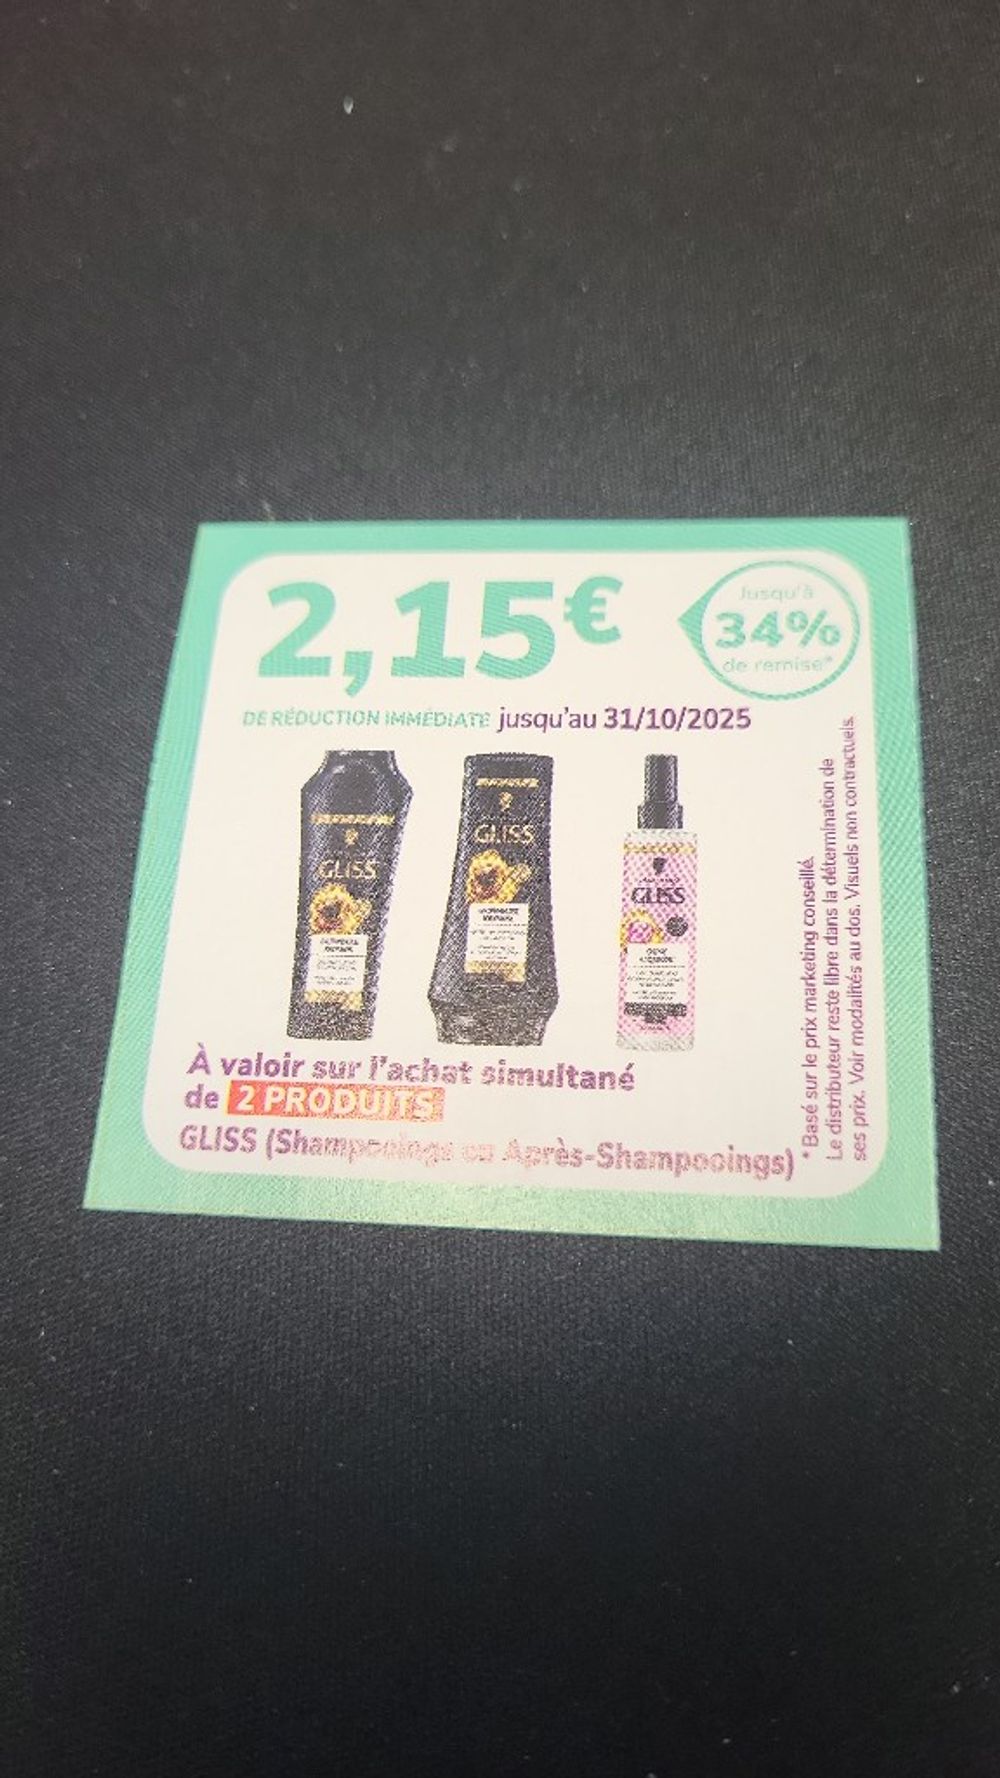 2,15€
Jusqu'à
34%
de remise*
DE RÉDUCTION IMMÉDIATE jusqu'au 31/10/2025
GLISS
GLISS
GLISS
À valoir sur l'achat simultané
de 2 PRODUITS
GLISS (Shampooings ou Après-Shampooings)
*Basé sur le prix marketing conseillé.
Le distributeur reste libre dans la détermination de
ses prix. Voir modalités au dos. Visuels non contractuels.